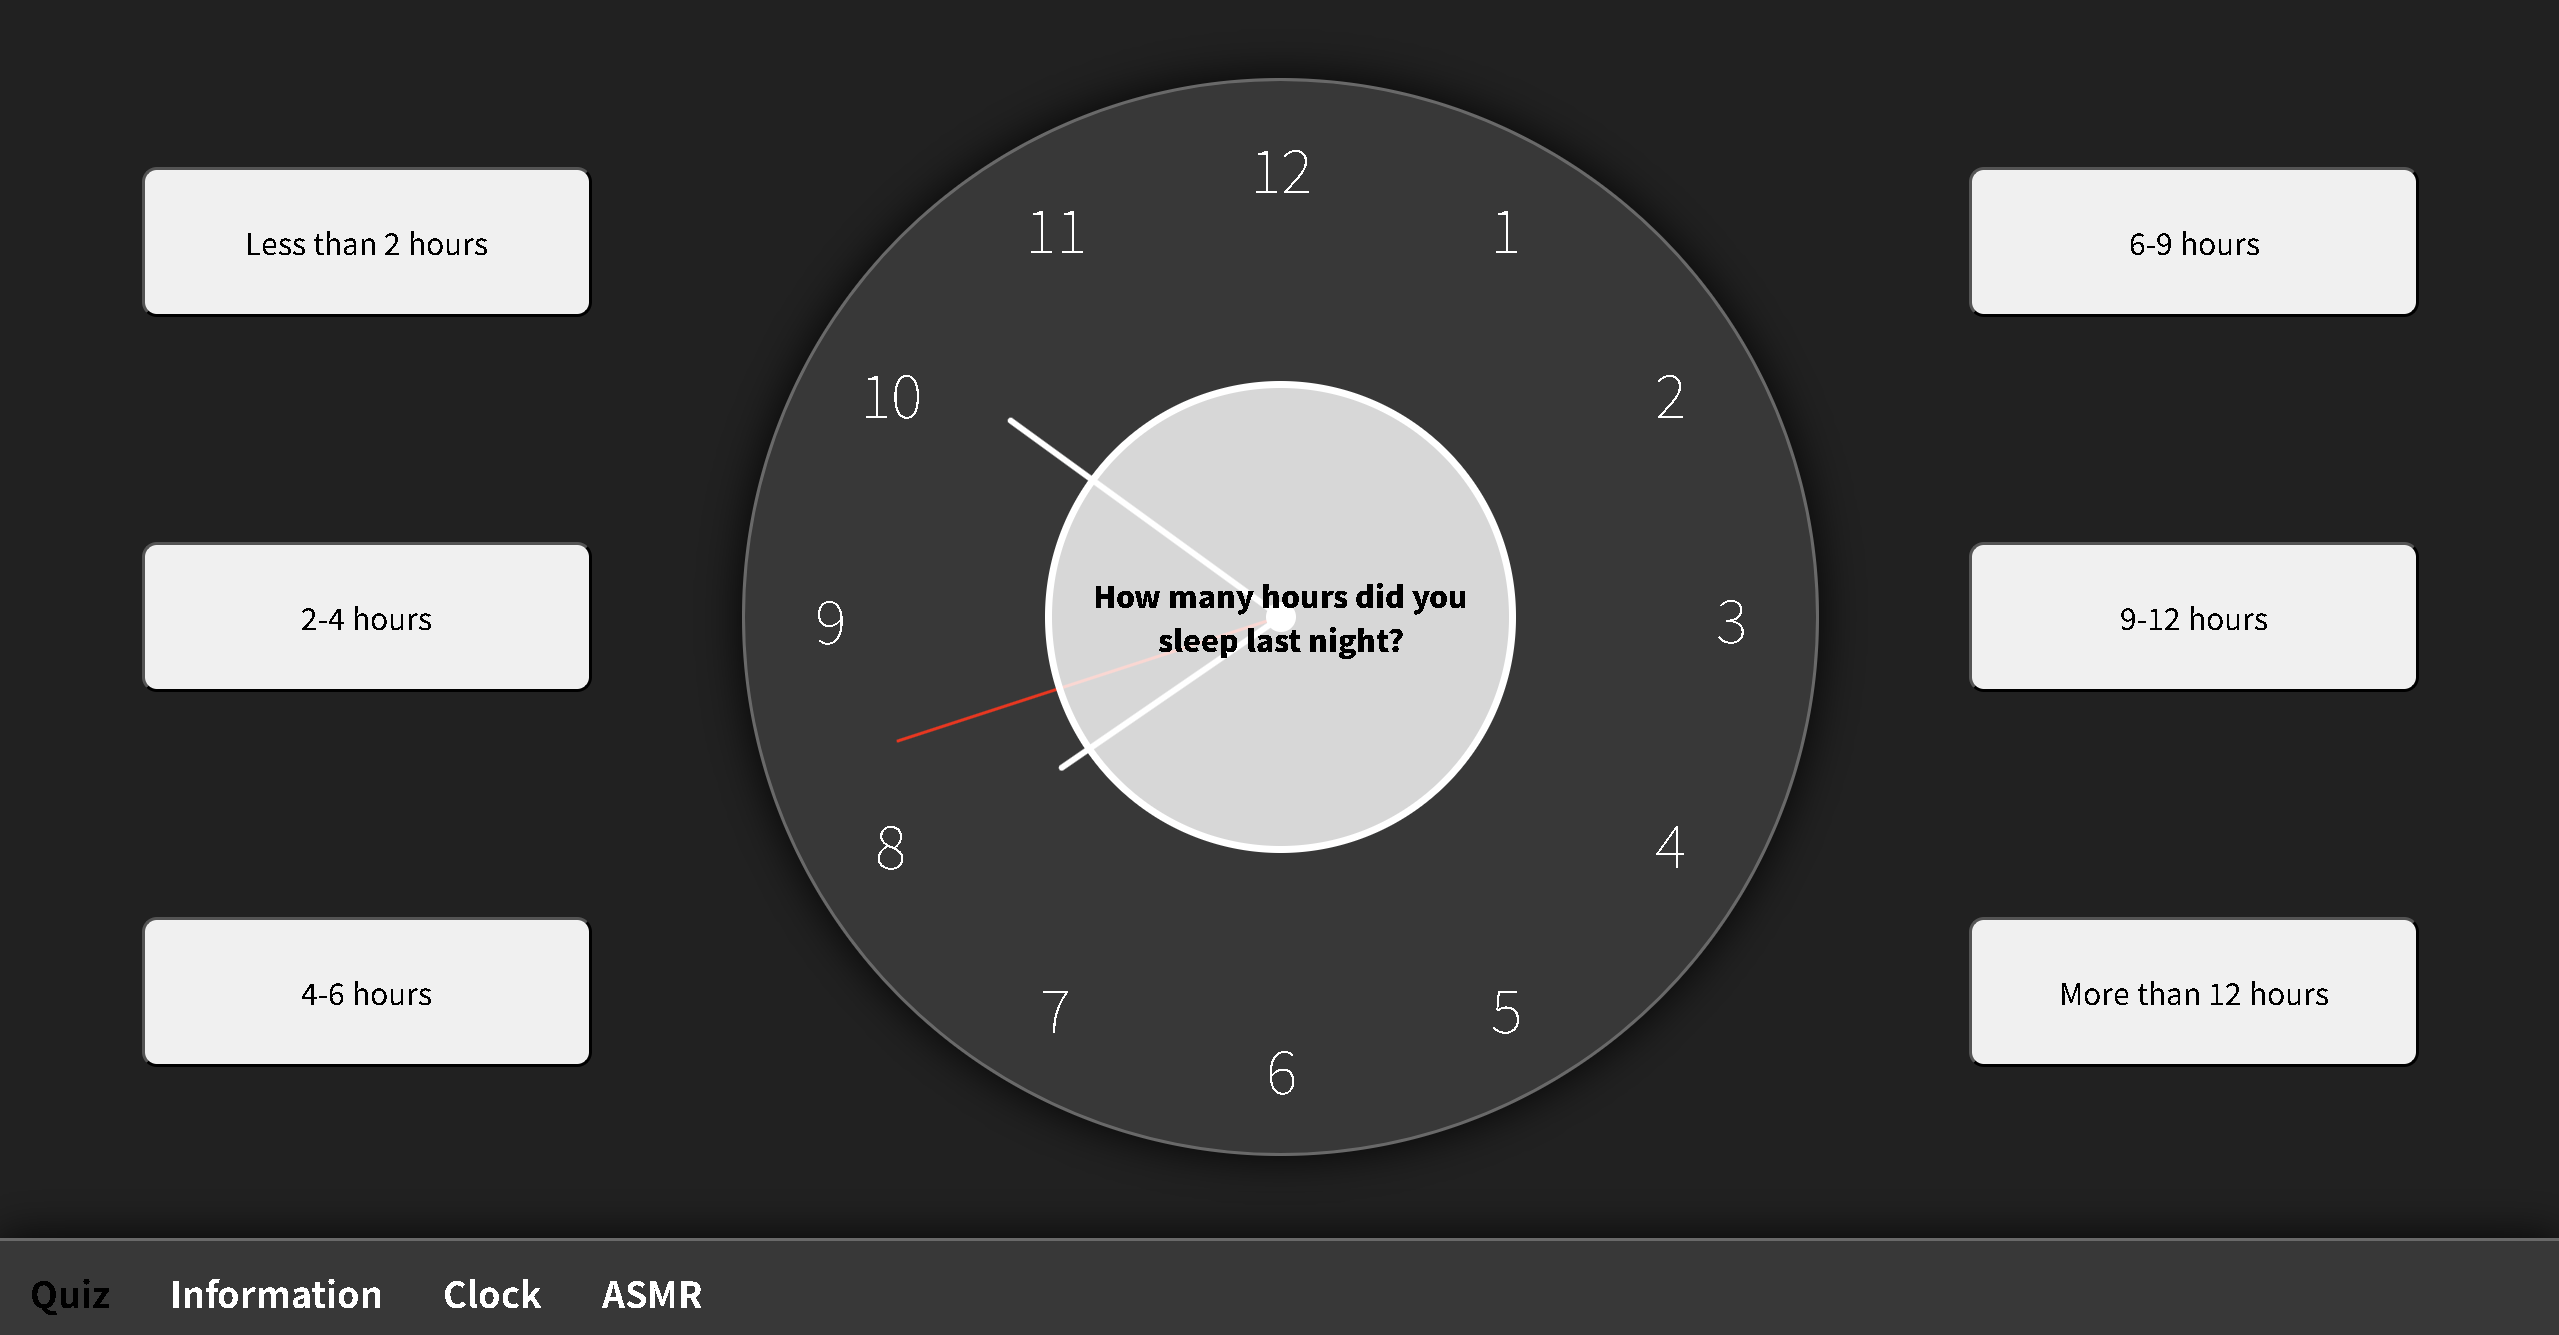 Less than 2 hours
2-4 hours
4-6 hours
12
1
2
3
4
5
6
7
8
9
10
11
How many hours did you
sleep last night?
6-9 hours
9-12 hours
More than 12 hours
Quiz Information Clock ASMR